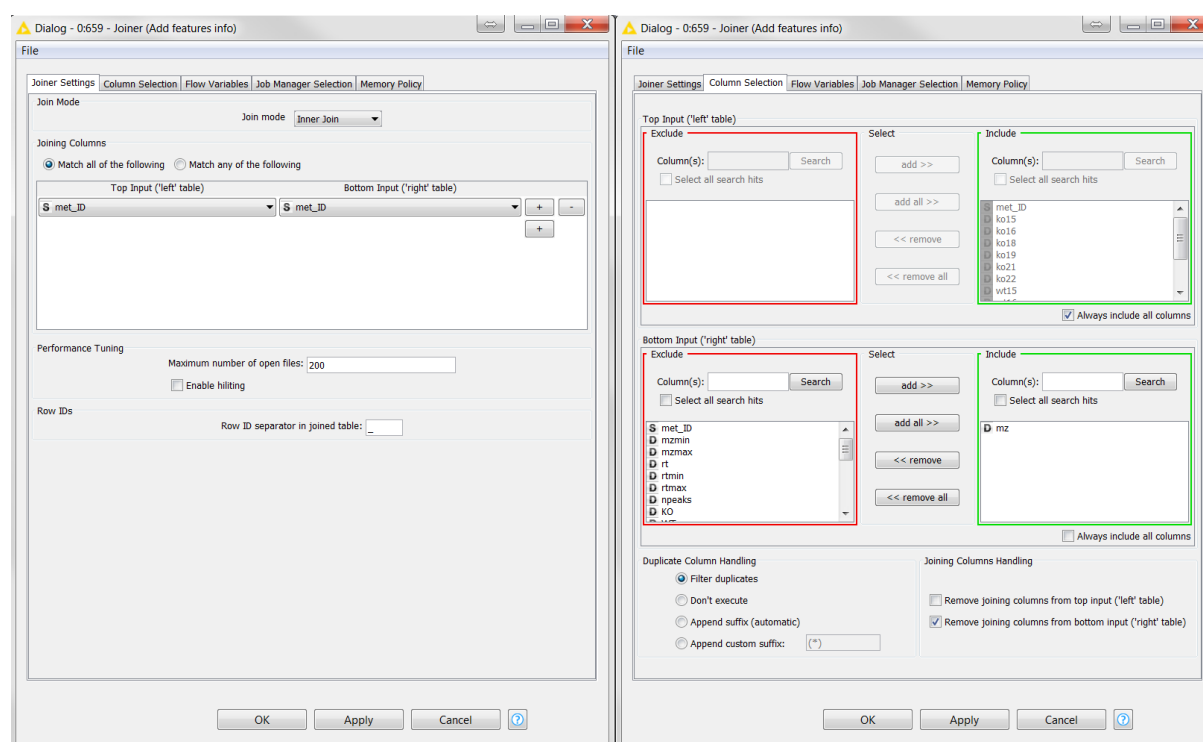 Dialog - 0:659 - Joiner (Add features info)
File
Joiner Settings Column Selection Flow Variables Job Manager Selection Memory Policy
Join Mode
Join mode Inner Join
Joining Columns
Match all of the following Match any of the following
Top Input ('left' table) Bottom Input ('right' table)
S met_ID S met_ID + -
+
Performance Tuning
Maximum number of open files: 200
Enable hiliting
Row IDs
Row ID separator in joined table: _
OK Apply Cancel ?
Dialog - 0:659 - Joiner (Add features info)
File
Joiner Settings Column Selection Flow Variables Job Manager Selection Memory Policy
Top Input ('left' table)
Exclude Select Include
Column(s): Search add >> Column(s): Search
Select all search hits Select all search hits
add all >>
<< remove
<< remove all
S met_ID
D ko15
D ko16
D ko18
D ko19
D ko21
D ko22
D wt15
Always include all columns
Bottom Input ('right' table)
Exclude Select Include
Column(s): Search add >> Column(s): Search
Select all search hits Select all search hits
add all >>
<< remove
<< remove all
S met_ID
D mzmin
D mzmax
D rt
D rtmin
D rtmax
D npeaks
D KO
D mz
Always include all columns
Duplicate Column Handling Joining Columns Handling
Filter duplicates
Don't execute Remove joining columns from top input ('left' table)
Append suffix (automatic) Remove joining columns from bottom input ('right' table)
Append custom suffix: (*)
OK Apply Cancel ?